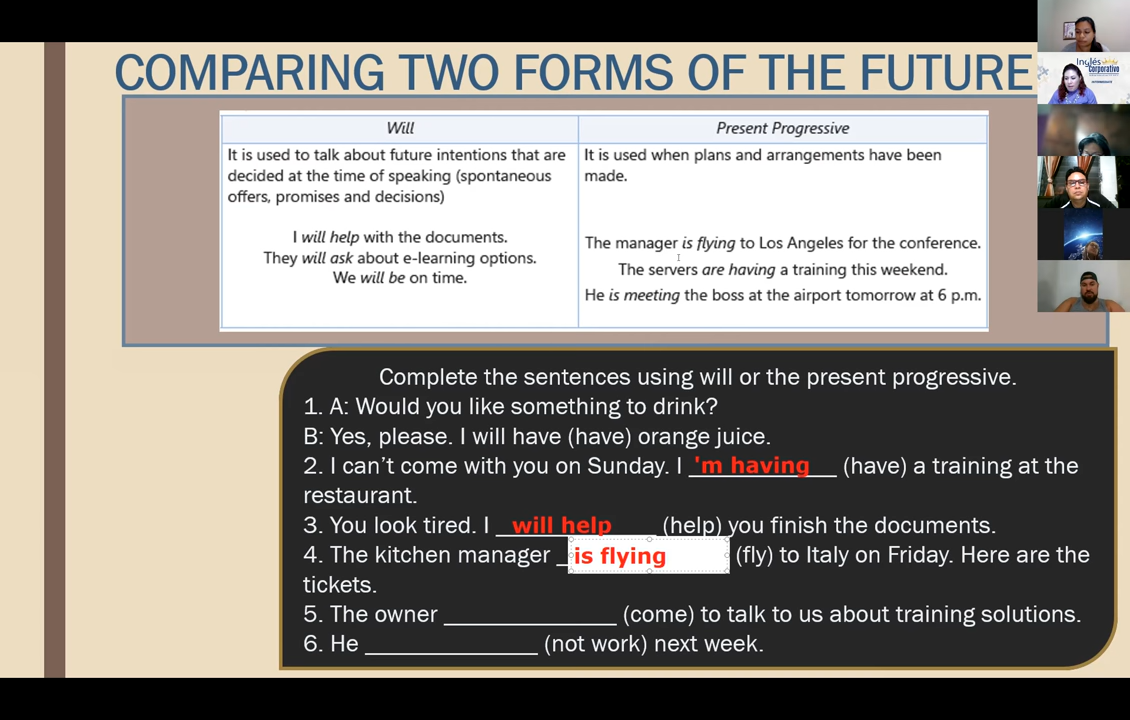 COMPARING TWO FORMS OF THE FUTURE
Inglés
Corporativo
Will
Present Progressive
It is used to talk about future intentions that are
decided at the time of speaking (spontaneous
offers, promises and decisions)
I will help with the documents.
They will ask about e-learning options.
We will be on time.
It is used when plans and arrangements have been
made.
The manager is flying to Los Angeles for the conference.
The servers are having a training this weekend.
He is meeting the boss at the airport tomorrow at 6 p.m.
Complete the sentences using will or the present progressive.
1. A: Would you like something to drink?
B: Yes, please. I will have (have) orange juice.
2. I can’t come with you on Sunday. I 'm having (have) a training at the
restaurant.
3. You look tired. I will help (help) you finish the documents.
4. The kitchen manager is flying (fly) to Italy on Friday. Here are the
tickets.
5. The owner ______________ (come) to talk to us about training solutions.
6. He ______________ (not work) next week.